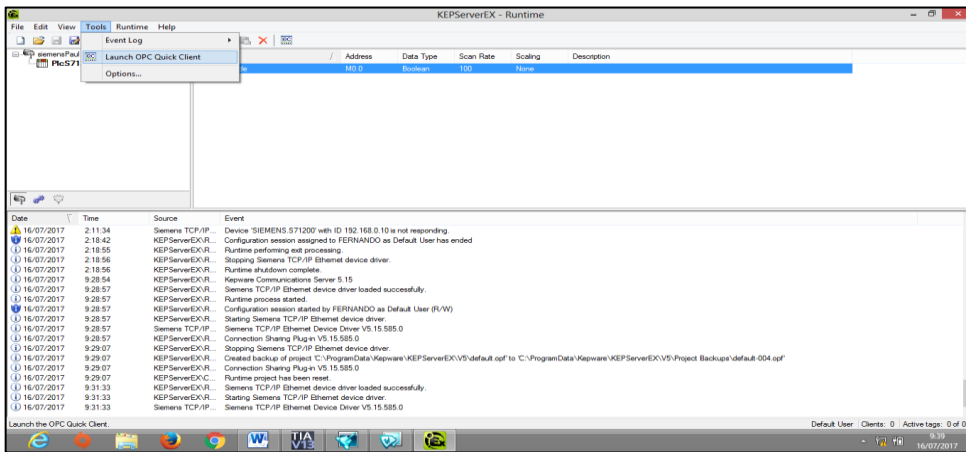 KEPServerEX - Runtime
File Edit View Tools Runtime Help
Event Log
Launch OPC Quick Client
Options...
siemensPaul
PlcS71
Address Data Type Scan Rate Scaling Description
M0.0 Boolean 100 None
Date Time Source Event
16/07/2017 2:11:34 Siemens TCP/IP... Device 'SIEMENS.S71200' with ID 192.168.0.10 is not responding.
16/07/2017 2:18:42 KEPServerEX\R... Configuration session assigned to FERNANDO as Default User has ended
16/07/2017 2:18:55 KEPServerEX\R... Runtime performing exit processing.
16/07/2017 2:18:56 KEPServerEX\R... Stopping Siemens TCP/IP Ethernet device driver.
16/07/2017 2:18:56 KEPServerEX\R... Runtime shutdown complete.
16/07/2017 9:28:54 KEPServerEX\R... Kepware Communications Server 5.15
16/07/2017 9:28:57 KEPServerEX\R... Siemens TCP/IP Ethernet device driver loaded successfully.
16/07/2017 9:28:57 KEPServerEX\R... Runtime process started.
16/07/2017 9:28:57 KEPServerEX\R... Configuration session started by FERNANDO as Default User (R/W)
16/07/2017 9:28:57 KEPServerEX\R... Starting Siemens TCP/IP Ethernet device driver.
16/07/2017 9:28:57 Siemens TCP/IP... Siemens TCP/IP Ethernet Device Driver V5.15.585.0
16/07/2017 9:28:57 KEPServerEX\R... Connection Sharing Plug-in V5.15.585.0
16/07/2017 9:29:07 KEPServerEX\R... Stopping Siemens TCP/IP Ethernet device driver.
16/07/2017 9:29:07 KEPServerEX\R... Created backup of project 'C:\ProgramData\Kepware\KEPServerEX\V5\default.opf' to 'C:\ProgramData\Kepware\KEPServerEX\V5\Project Backups\default-004.opf'
16/07/2017 9:29:07 KEPServerEX\R... Connection Sharing Plug-in V5.15.585.0
16/07/2017 9:29:07 KEPServerEX\C... Runtime project has been reset.
16/07/2017 9:31:33 KEPServerEX\R... Siemens TCP/IP Ethernet device driver loaded successfully.
16/07/2017 9:31:33 KEPServerEX\R... Starting Siemens TCP/IP Ethernet device driver.
16/07/2017 9:31:33 Siemens TCP/IP... Siemens TCP/IP Ethernet Device Driver V5.15.585.0
Launch the OPC Quick Client. Default User Clients: 0 Active tags: 0 of 0
TIA V13
9:39
16/07/2017